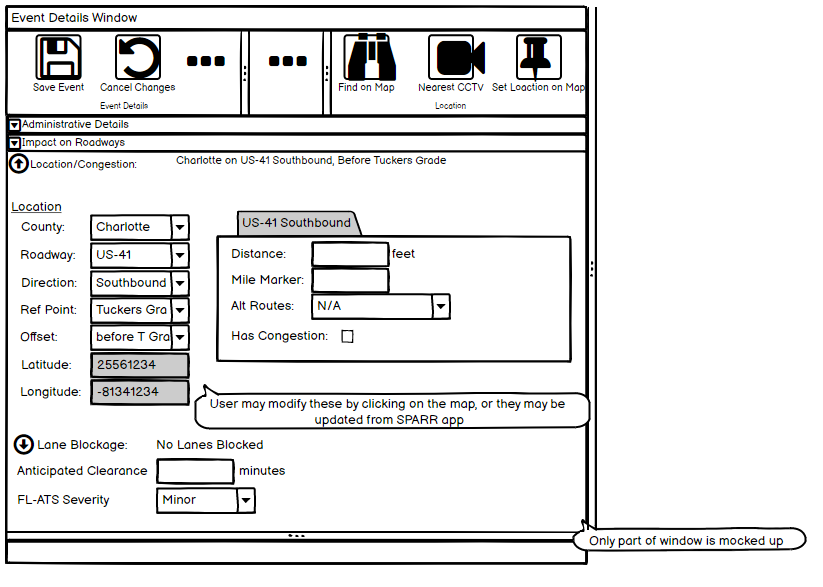 Event Details Window
Save Event
Cancel Changes
Find on Map
Nearest CCTV
Set Loaction on Map
Event Details
Location
Administrative Details
Impact on Roadways
Location/Congestion: Charlotte on US-41 Southbound, Before Tuckers Grade
Location
County: Charlotte
Roadway: US-41
Direction: Southbound
Ref Point: Tuckers Gra
Offset: before T Gra
Latitude: 25561234
Longitude: -81341234
US-41 Southbound
Distance: feet
Mile Marker:
Alt Routes: N/A
Has Congestion:
User may modify these by clicking on the map, or they may be
updated from SPARR app
Lane Blockage: No Lanes Blocked
Anticipated Clearance minutes
FL-ATS Severity Minor
Only part of window is mocked up